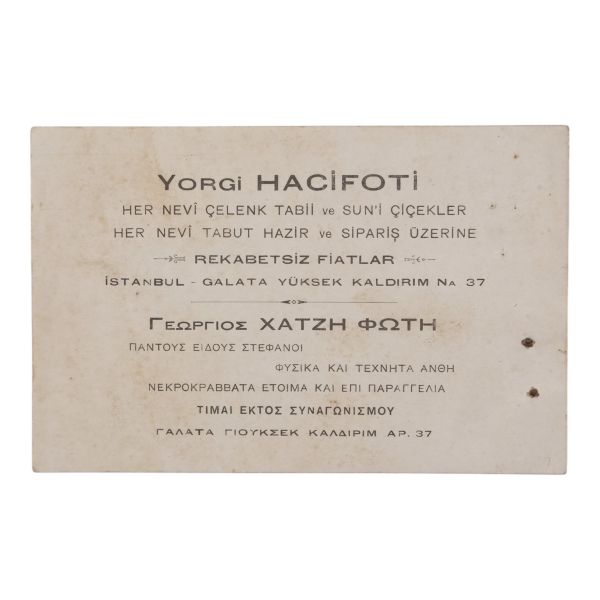 YORGİ HACİFOTİ
HER NEVİ ÇELENK TABİİ ve SUN'İ ÇİÇEKLER
HER NEVİ TABUT HAZİR ve SİPARİŞ ÜZERİNE
REKABETSİZ FİATLAR
İSTANBUL - GALATA YÜKSEK KALDIRIM No 37
ΓΕΩΡΓΙΟΣ ΧΑΤΖΗ ΦΩΤΗ
ΠΑΝΤΟΥΣ ΕΙΔΟΥΣ ΣΤΕΦΑΝΟΙ
ΦΥΣΙΚΑ ΚΑΙ ΤΕΧΝΗΤΑ ΑΝΘΗ
ΝΕΚΡΟΚΡΑΒΒΑΤΑ ΕΤΟΙΜΑ ΚΑΙ ΕΠΙ ΠΑΡΑΓΓΕΛΙΑ
ΤΙΜΑΙ ΕΚΤΟΣ ΣΥΝΑΓΩΝΙΣΜΟΥ
ΓΑΛΑΤΑ ΓΙΟΥΚΣΕΚ ΚΑΛΔΙΡΙΜ ΑΡ. 37